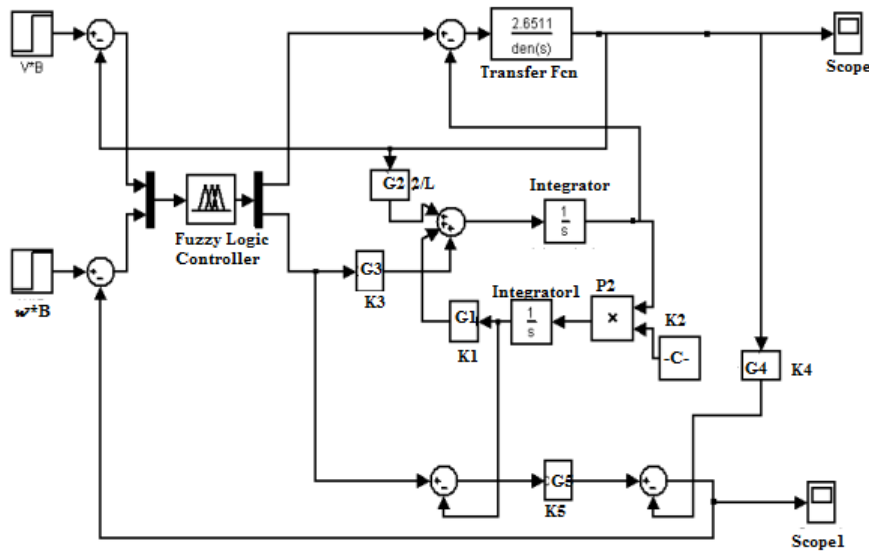 V*B
2.6511
den(s)
Transfer Fcn
Scope
G2
2/L
Integrator
1
s
Fuzzy Logic
Controller
G3
K3
w*B
Integrator1
1
s
P2
×
K2
-C-
G1
K1
G4
K4
G5
K5
Scope1